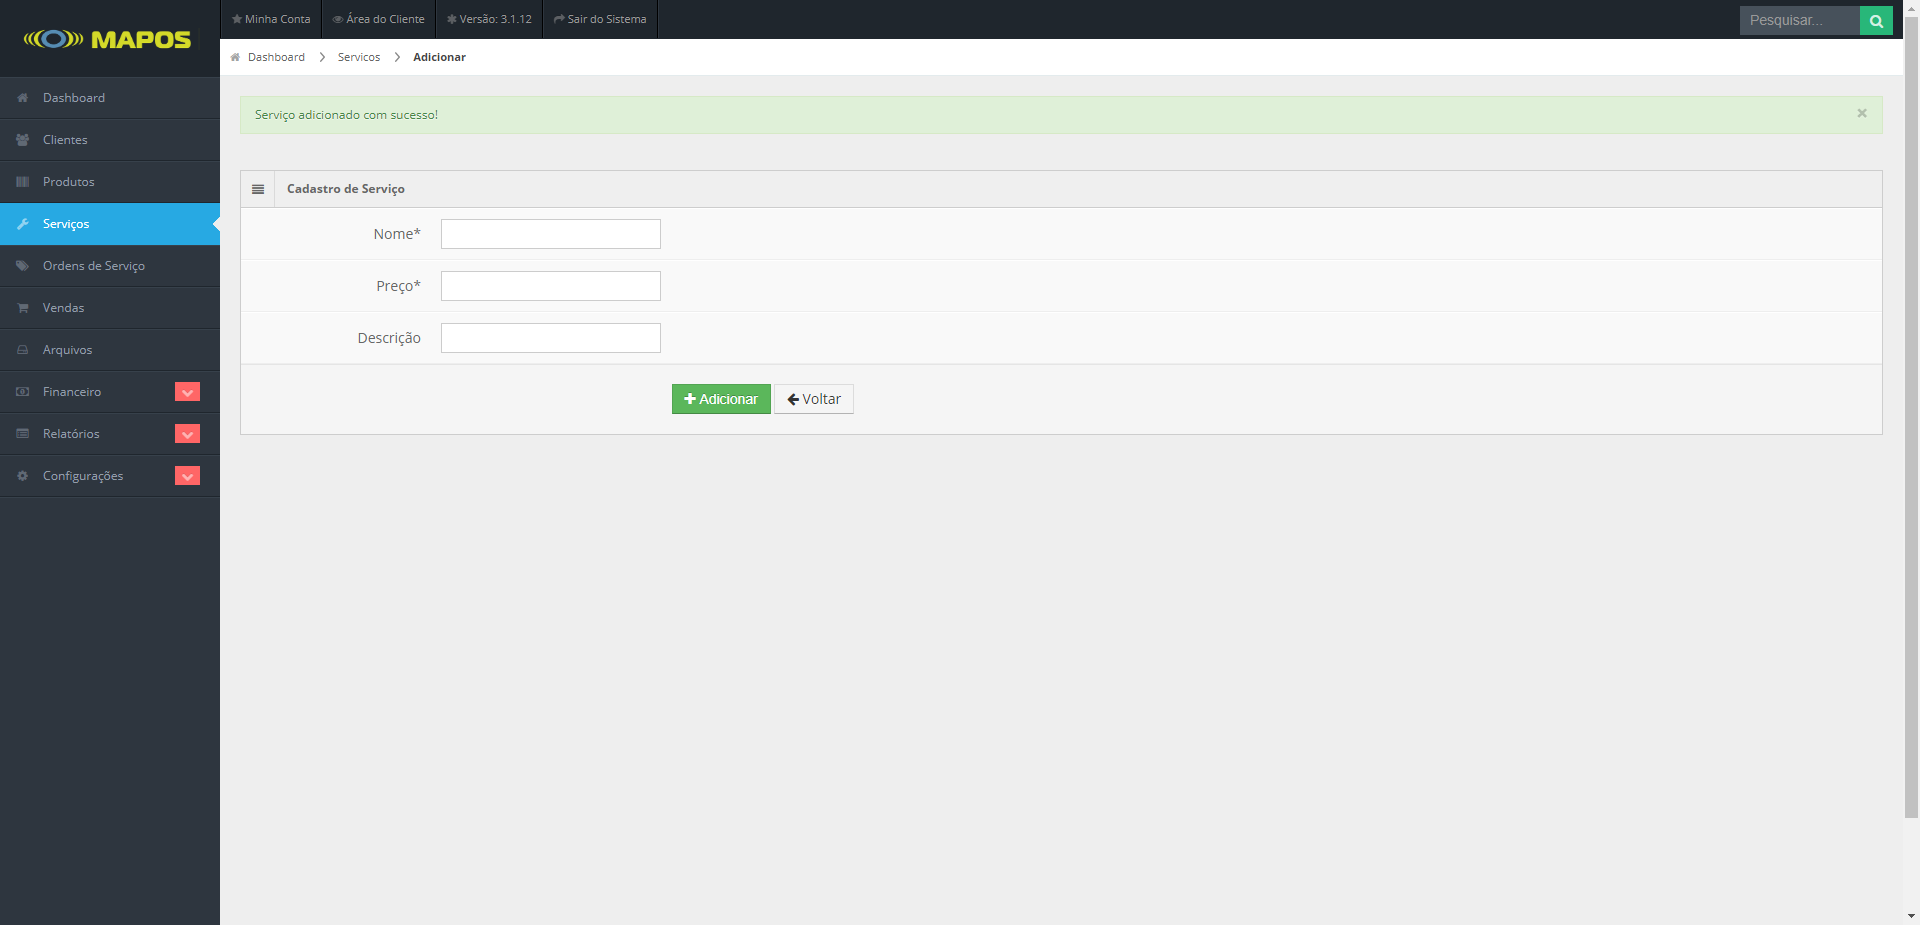 MAPOS
Minha Conta
Área do Cliente
Versão: 3.1.12
Sair do Sistema
Pesquisar...
Dashboard
Servicos
Adicionar
Dashboard
Clientes
Produtos
Serviços
Ordens de Serviço
Vendas
Arquivos
Financeiro
Relatórios
Configurações
Serviço adicionado com sucesso!
×
Cadastro de Serviço
Nome*
Preço*
Descrição
Adicionar
Voltar